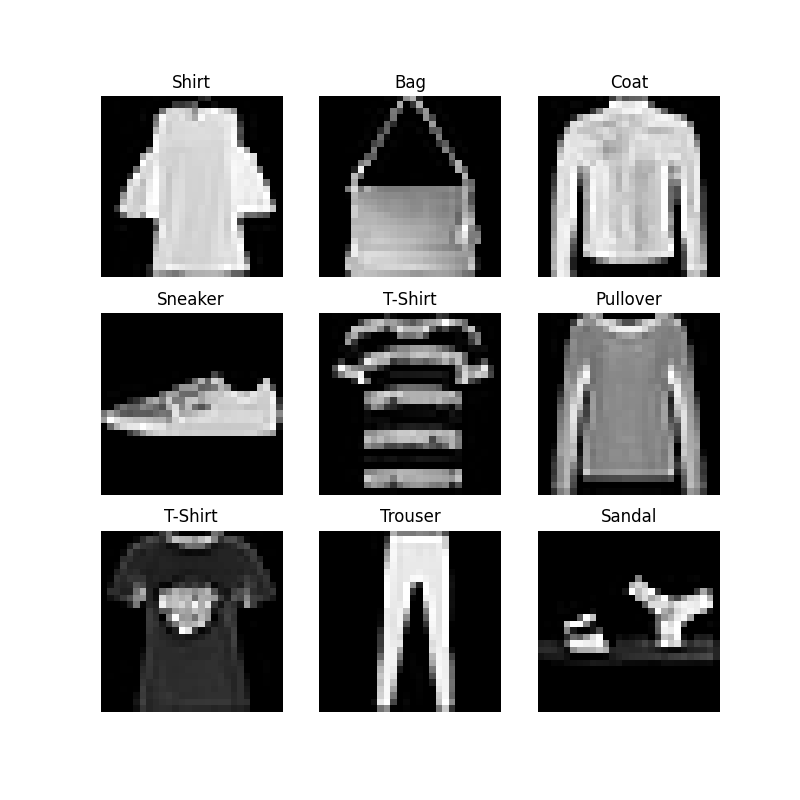 Shirt
Bag
Coat
Sneaker
T-Shirt
Pullover
T-Shirt
Trouser
Sandal